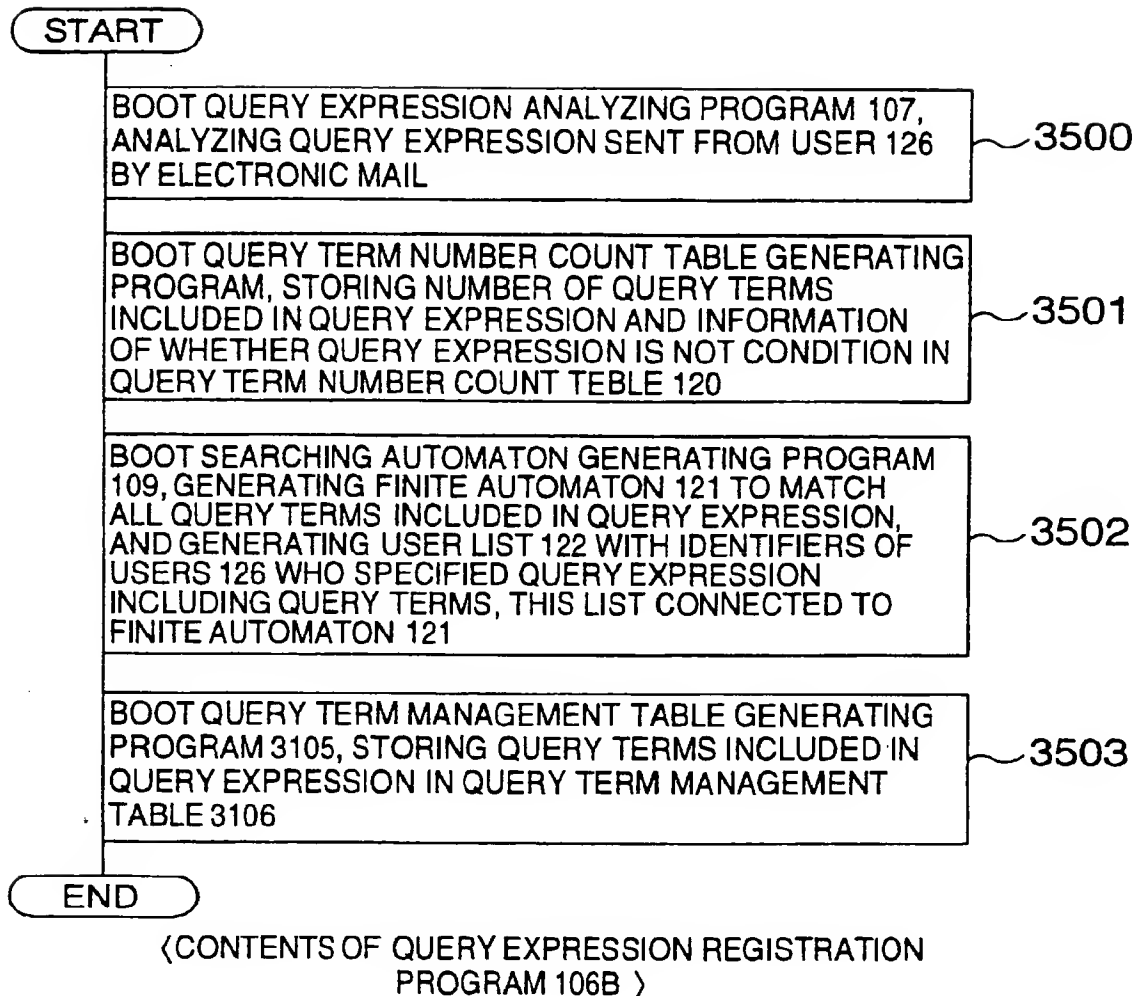 START
BOOT QUERY EXPRESSION ANALYZING PROGRAM 107,
ANALYZING QUERY EXPRESSION SENT FROM USER 126
BY ELECTRONIC MAIL
3500
BOOT QUERY TERM NUMBER COUNT TABLE GENERATING
PROGRAM, STORING NUMBER OF QUERY TERMS
INCLUDED IN QUERY EXPRESSION AND INFORMATION
OF WHETHER QUERY EXPRESSION IS NOT CONDITION IN
QUERY TERM NUMBER COUNT TEBLE 120
3501
BOOT SEARCHING AUTOMATON GENERATING PROGRAM
109, GENERATING FINITE AUTOMATON 121 TO MATCH
ALL QUERY TERMS INCLUDED IN QUERY EXPRESSION,
AND GENERATING USER LIST 122 WITH IDENTIFIERS OF
USERS 126 WHO SPECIFIED QUERY EXPRESSION
INCLUDING QUERY TERMS, THIS LIST CONNECTED TO
FINITE AUTOMATON 121
3502
BOOT QUERY TERM MANAGEMENT TABLE GENERATING
PROGRAM 3105, STORING QUERY TERMS INCLUDED IN
QUERY EXPRESSION IN QUERY TERM MANAGEMENT
TABLE 3106
3503
END
〈CONTENTS OF QUERY EXPRESSION REGISTRATION
PROGRAM 106B 〉